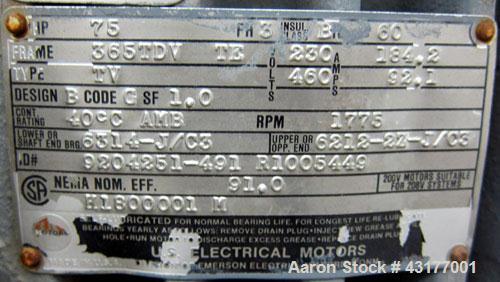 HP 75 PH 3 INSUL CLASS B 60
FRAME 365TDV TE VOLTS 230 AMPS 184.2
TYPE TV 460 92.1
DESIGN B CODE G SF 1.0
CONT. RATING 40°C AMB RPM 1775
LOWER OR SHAFT END BRG. 6314-J/C3 UPPER OR OPP. END 6212-2Z-J/C3
I.D# 9204251-491 R1005449
NEMA NOM. EFF. 91.0 200V MOTORS SUITABLE FOR 208V SYSTEMS
H1800001 M
LUBRICATED FOR NORMAL BEARING LIFE. FOR LONGEST LIFE RE-LUB
BEARINGS YEARLY AS FOLLOWS: REMOVE DRAIN PLUG INJECT NEW GREASE
HOLE RUN MOTOR DISCHARGE EXCESS GREASE REPLACE DRAIN PLUG
U.S. ELECTRICAL MOTORS
EMERSON ELECTRIC
Aaron Stock # 43177001